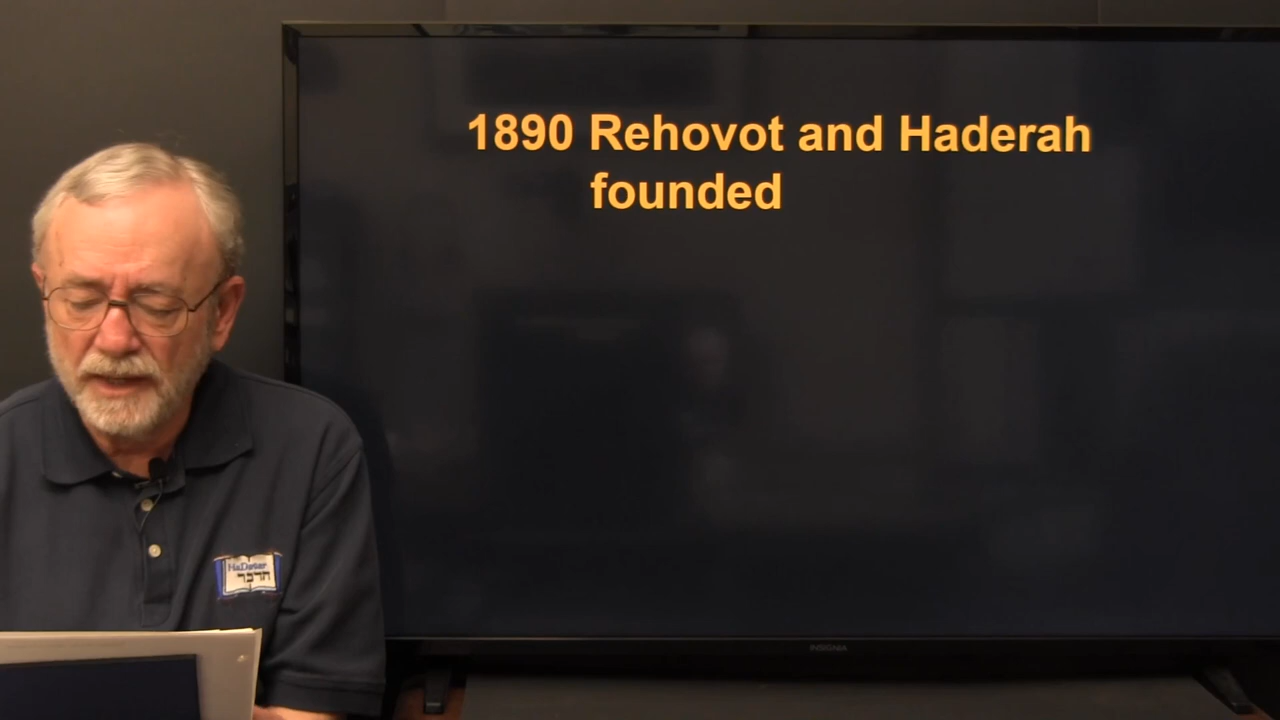 1890 Rehovot and Haderah
founded
HaDavar
הדבר
INSIGNIA